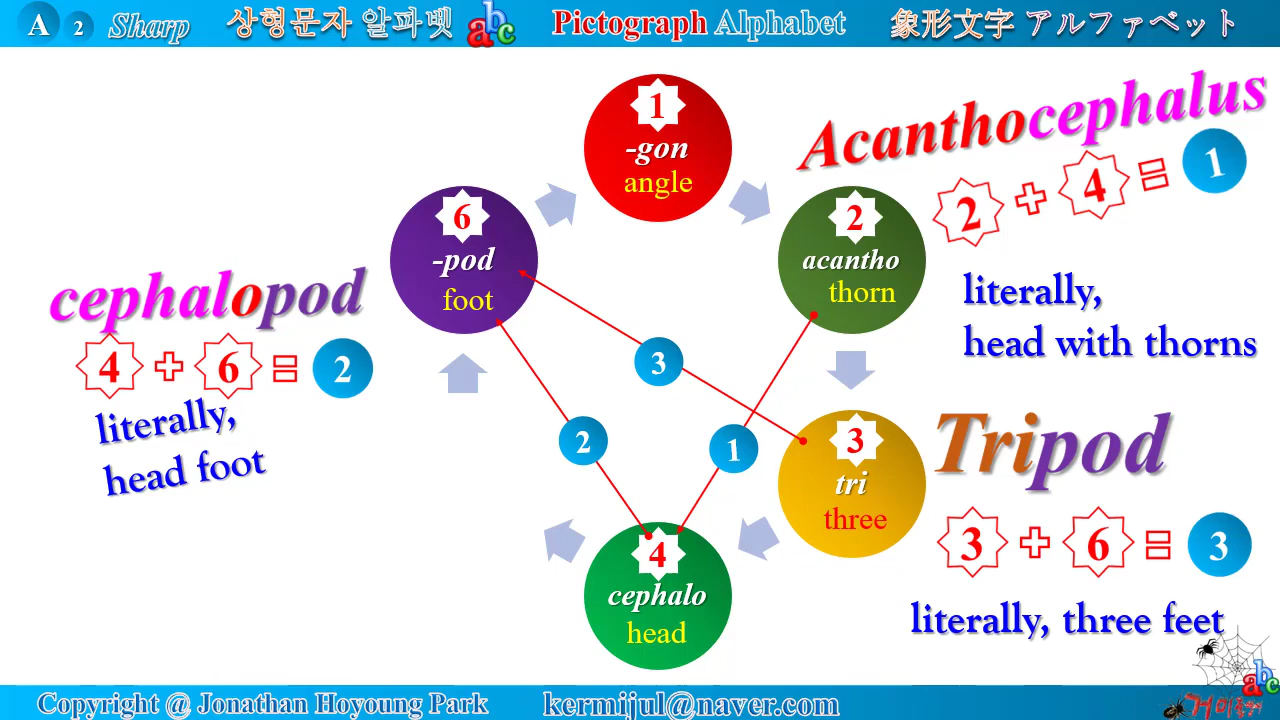 A 2 Sharp 상형문자 알파벳 abc Pictograph Alphabet 象形文字 アルファベット
1
-gon
angle
Acanthocephalus
2 + 4 = 1
literally,
head with thorns
6
-pod
foot
2
acantho
thorn
cephalopod
4 + 6 = 2
literally,
head foot
3
2
1
3
tri
three
Tripod
3 + 6 = 3
literally, three feet
4
cephalo
head
abc
Copyright @ Jonathan Hoyoung Park kermijul@naver.com